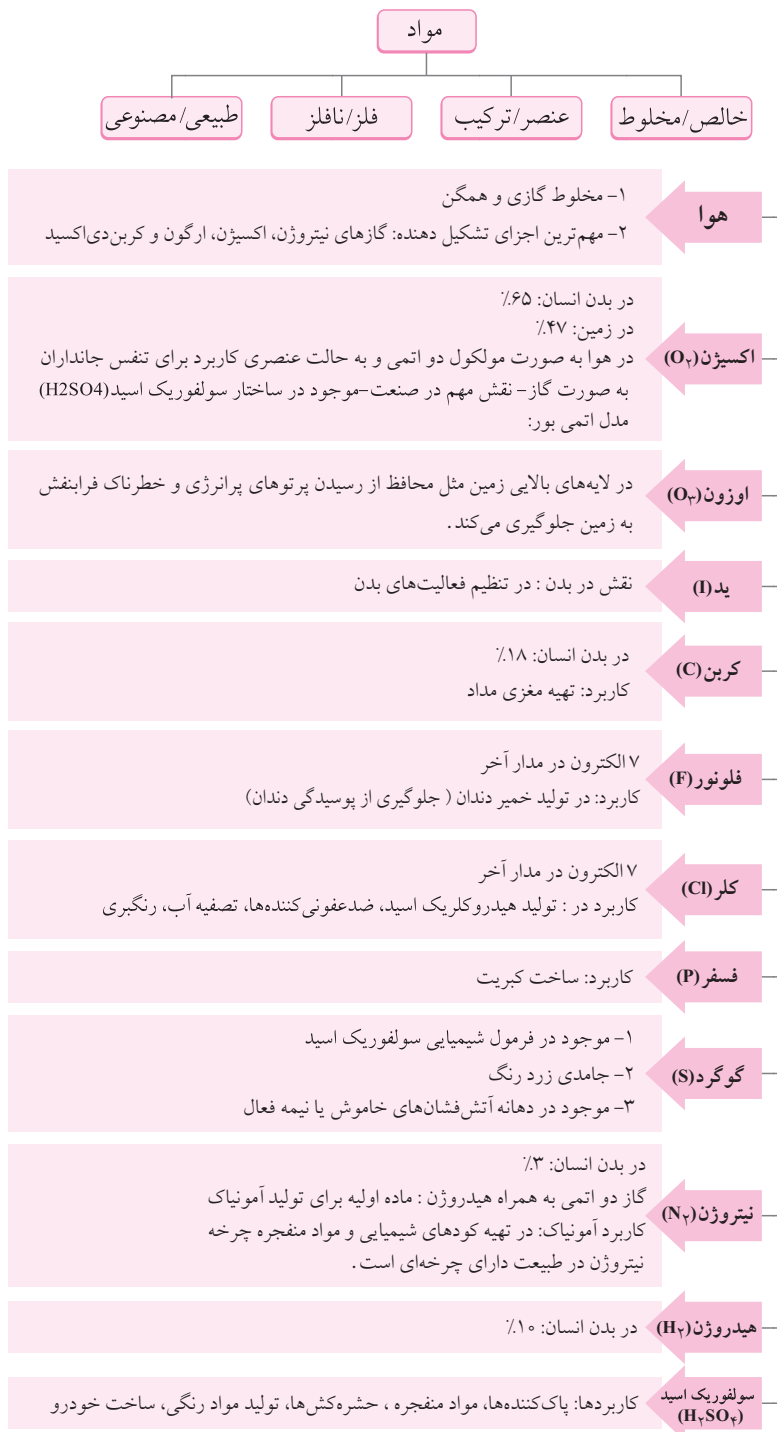 مواد
خالص/مخلوط
عنصر/ترکیب
فلز/نافلز
طبیعی/مصنوعی
هوا
۱- مخلوط گازی و همگن
۲- مهم‌ترین اجزای تشکیل دهنده: گازهای نیتروژن، اکسیژن، ارگون و کربن‌دی‌اکسید
اکسیژن(O۲)
در بدن انسان: ۶۵٪
در زمین: ۴۷٪
در هوا به صورت مولکول دو اتمی و به حالت عنصری کاربرد برای تنفس جانداران
به صورت گاز- نقش مهم در صنعت-موجود در ساختار سولفوریک اسید(H2SO4)
مدل اتمی بور:
اوزون(O۳)
در لایه‌های بالایی زمین مثل محافظ از رسیدن پرتوهای پرانرژی و خطرناک فرابنفش
به زمین جلوگیری می‌کند.
ید(I)
نقش در بدن : در تنظیم فعالیت‌های بدن
کربن(C)
در بدن انسان: ۱۸٪
کاربرد: تهیه مغزی مداد
فلونور(F)
۷ الکترون در مدار آخر
کاربرد: در تولید خمیر دندان ( جلوگیری از پوسیدگی دندان)
کلر(Cl)
۷ الکترون در مدار آخر
کاربرد در : تولید هیدروکلریک اسید، ضدعفونی‌کننده‌ها، تصفیه آب، رنگبری
فسفر(P)
کاربرد: ساخت کبریت
گوگرد(S)
۱- موجود در فرمول شیمیایی سولفوریک اسید
۲- جامدی زرد رنگ
۳- موجود در دهانه آتش‌فشان‌های خاموش یا نیمه فعال
نیتروژن(N۲)
در بدن انسان: ۳٪
گاز دو اتمی به همراه هیدروژن : ماده اولیه برای تولید آمونیاک
کاربرد آمونیاک: در تهیه کودهای شیمیایی و مواد منفجره چرخه
نیتروژن در طبیعت دارای چرخه‌ای است.
هیدروژن(H۲)
در بدن انسان: ۱۰٪
سولفوریک اسید
(H۲SO۴)
کاربردها: پاک‌کننده‌ها، مواد منفجره ، حشره‌کش‌ها، تولید مواد رنگی، ساخت خودرو